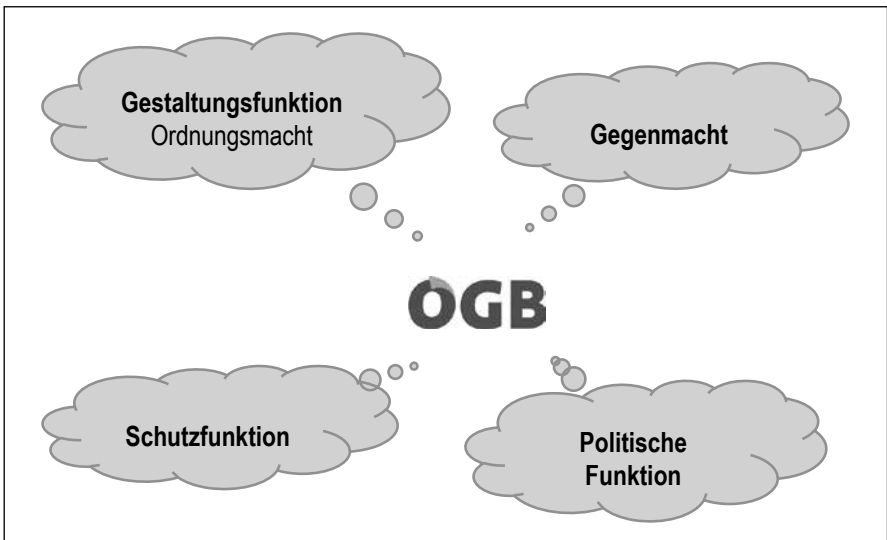 Gestaltungsfunktion
Ordnungsmacht
Gegenmacht
ÖGB
Schutzfunktion
Politische
Funktion